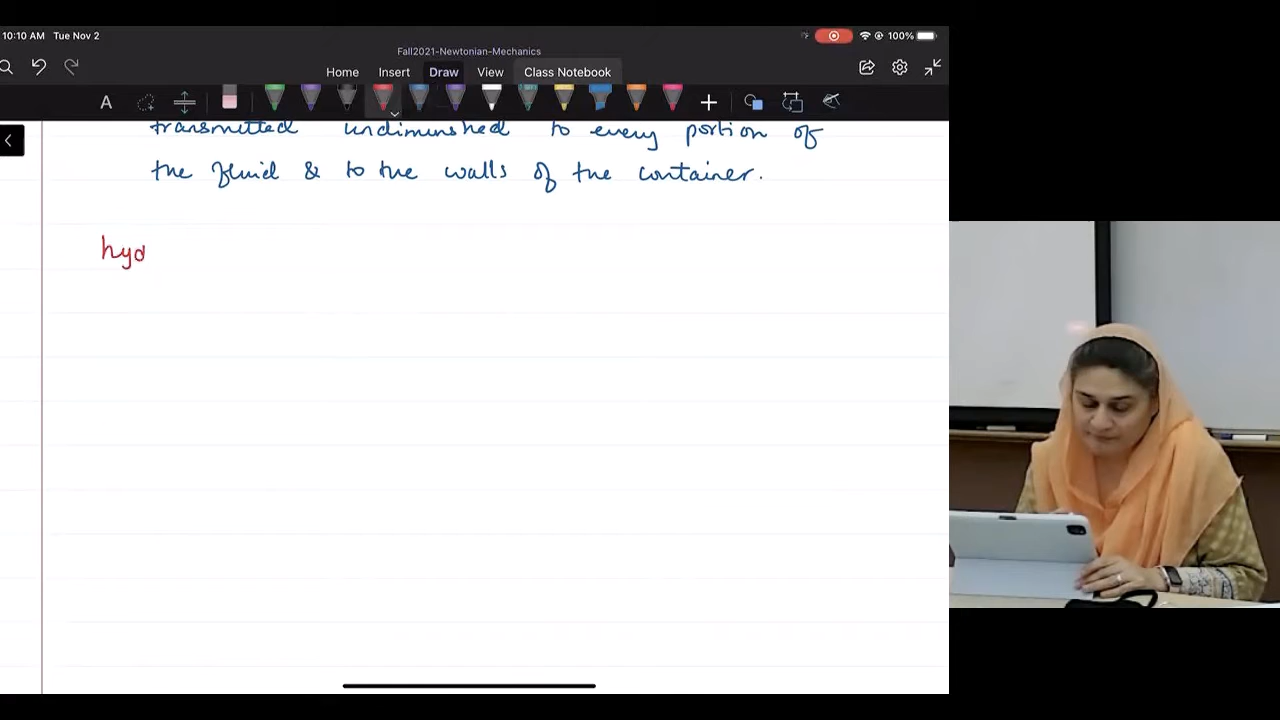 10:10 AM Tue Nov 2
100%
Fall2021-Newtonian-Mechanics
Home Insert Draw View Class Notebook
A
transmitted undiminshed to every portion of
the fluid & to the walls of the container.
hyd